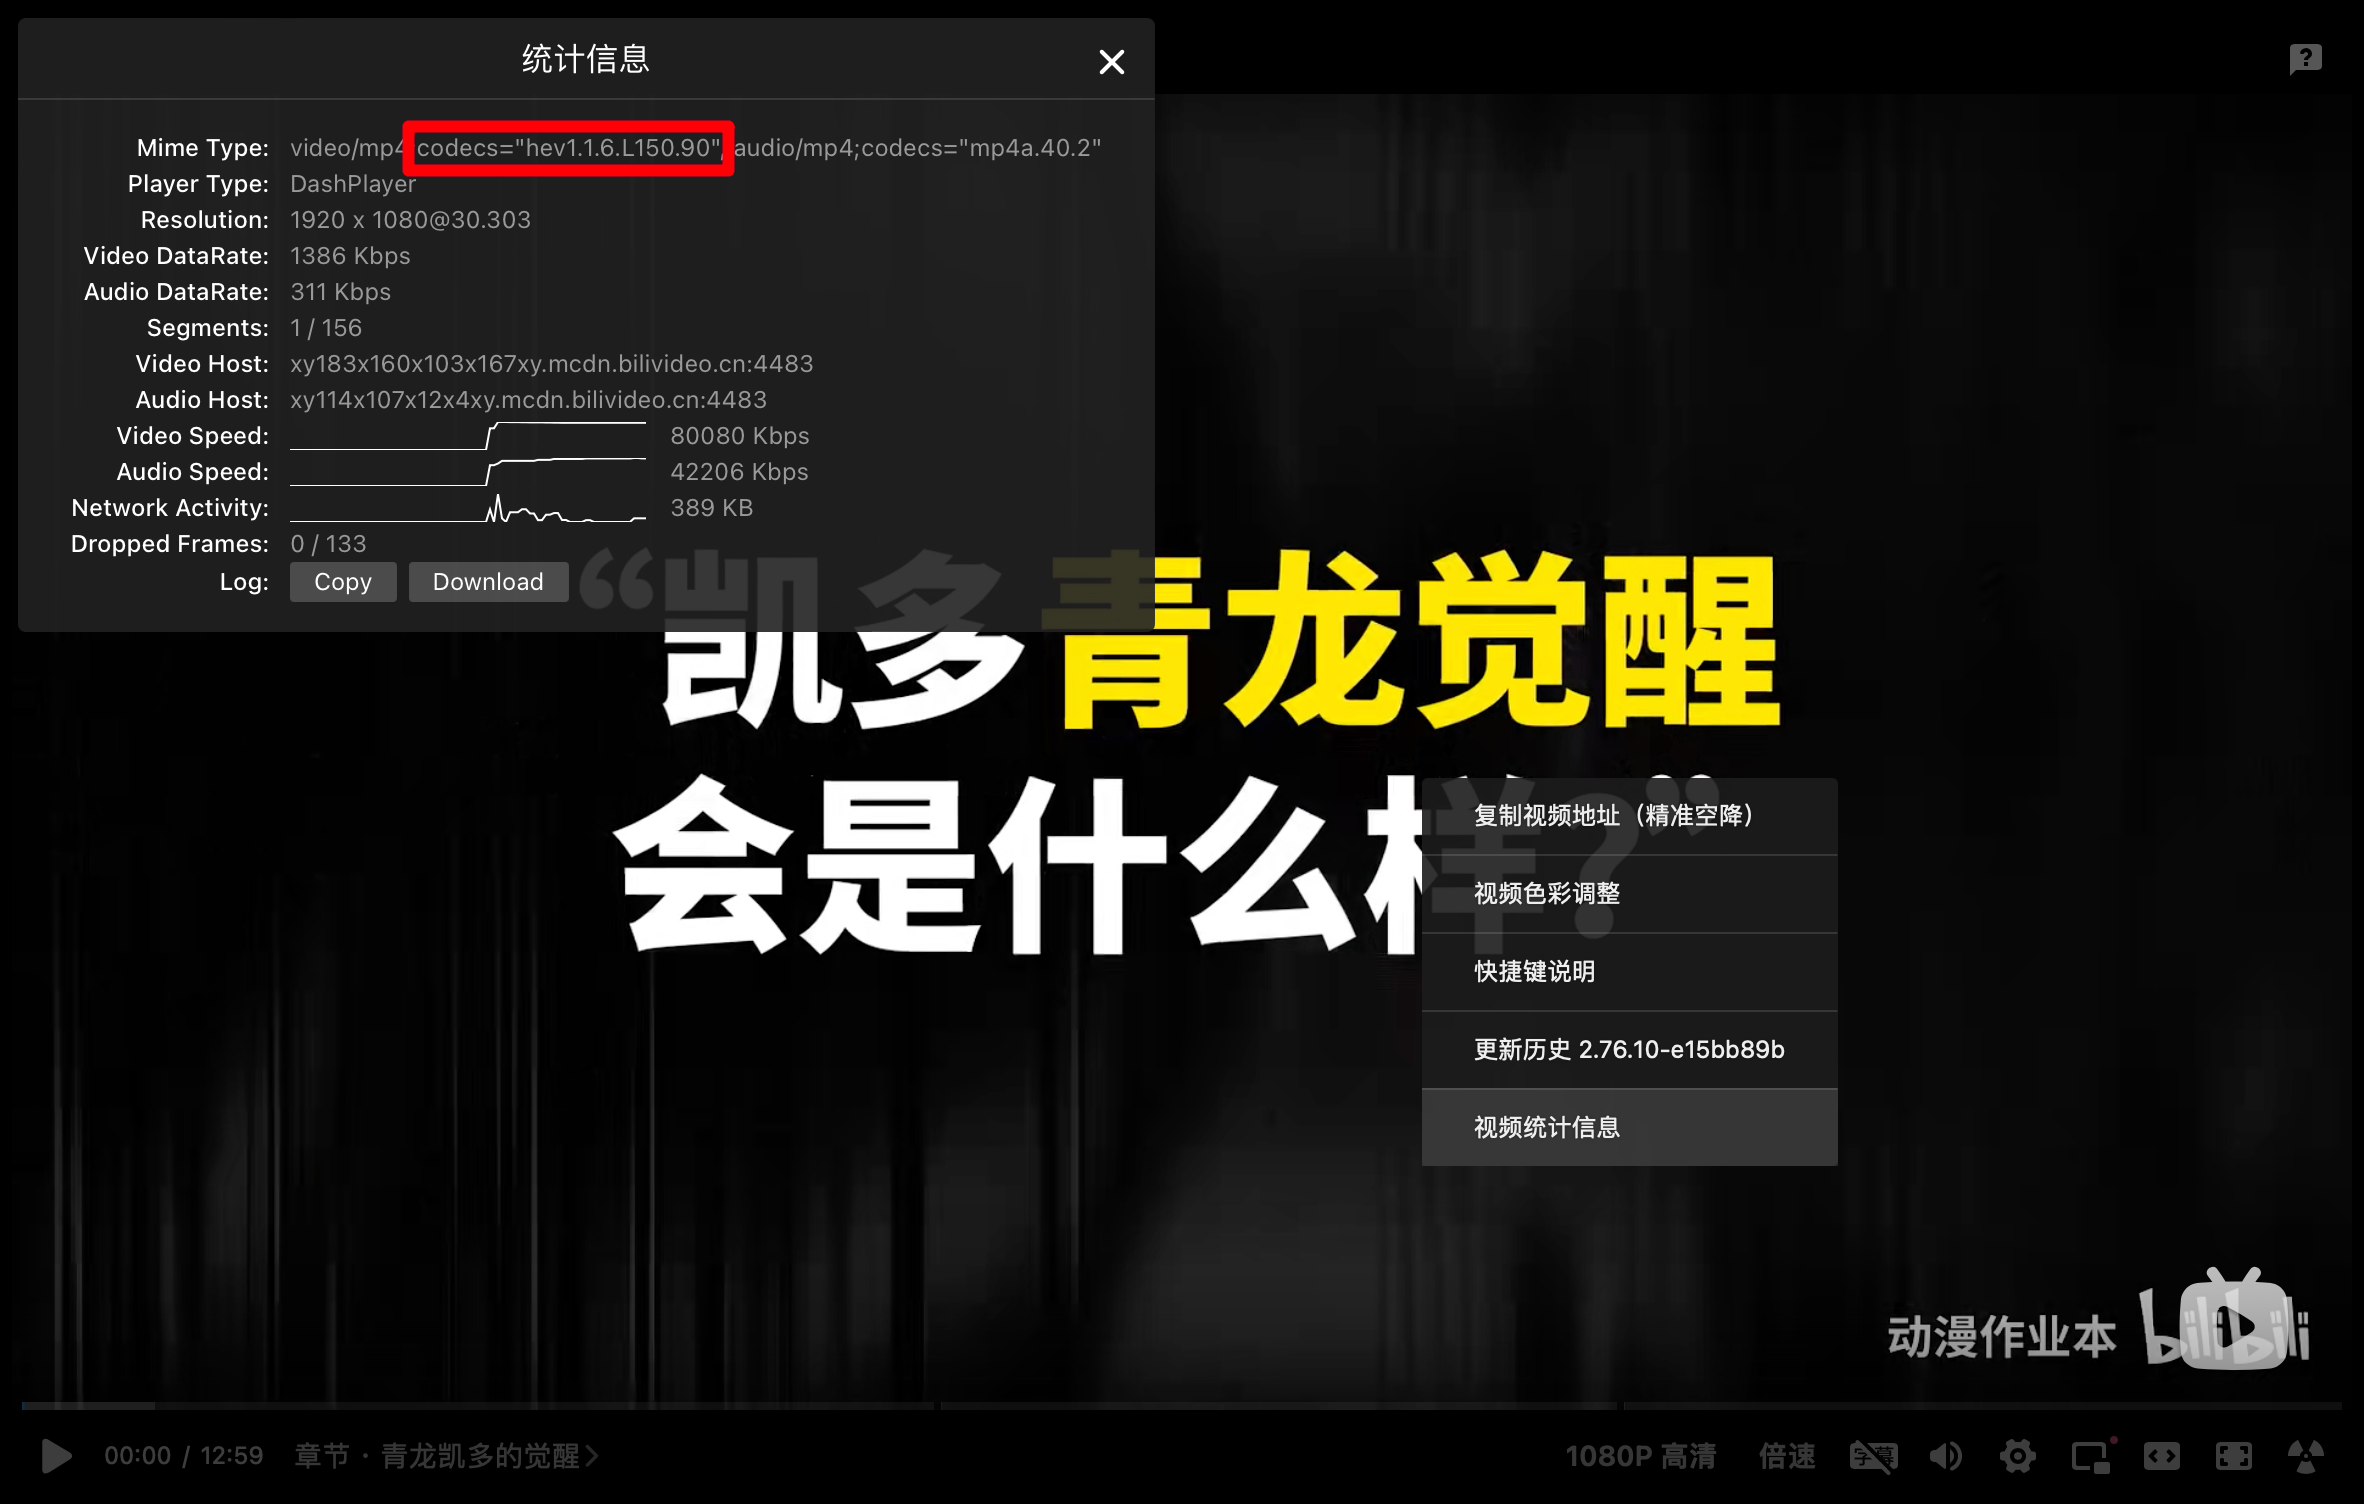 统计信息
Mime Type: video/mp4;codecs="hev1.1.6.L150.90", audio/mp4;codecs="mp4a.40.2"
Player Type: DashPlayer
Resolution: 1920 x 1080@30.303
Video DataRate: 1386 Kbps
Audio DataRate: 311 Kbps
Segments: 1 / 156
Video Host: xy183x160x103x167xy.mcdn.bilivideo.cn:4483
Audio Host: xy114x107x12x4xy.mcdn.bilivideo.cn:4483
Video Speed: 80080 Kbps
Audio Speed: 42206 Kbps
Network Activity: 389 KB
Dropped Frames: 0 / 133
Log: Copy Download
“凯多青龙觉醒
会是什么样?”
复制视频地址（精准空降）
视频色彩调整
快捷键说明
更新历史 2.76.10-e15bb89b
视频统计信息
动漫作业本 bilibili
00:00 / 12:59 章节 · 青龙凯多的觉醒 1080P 高清 倍速 字幕